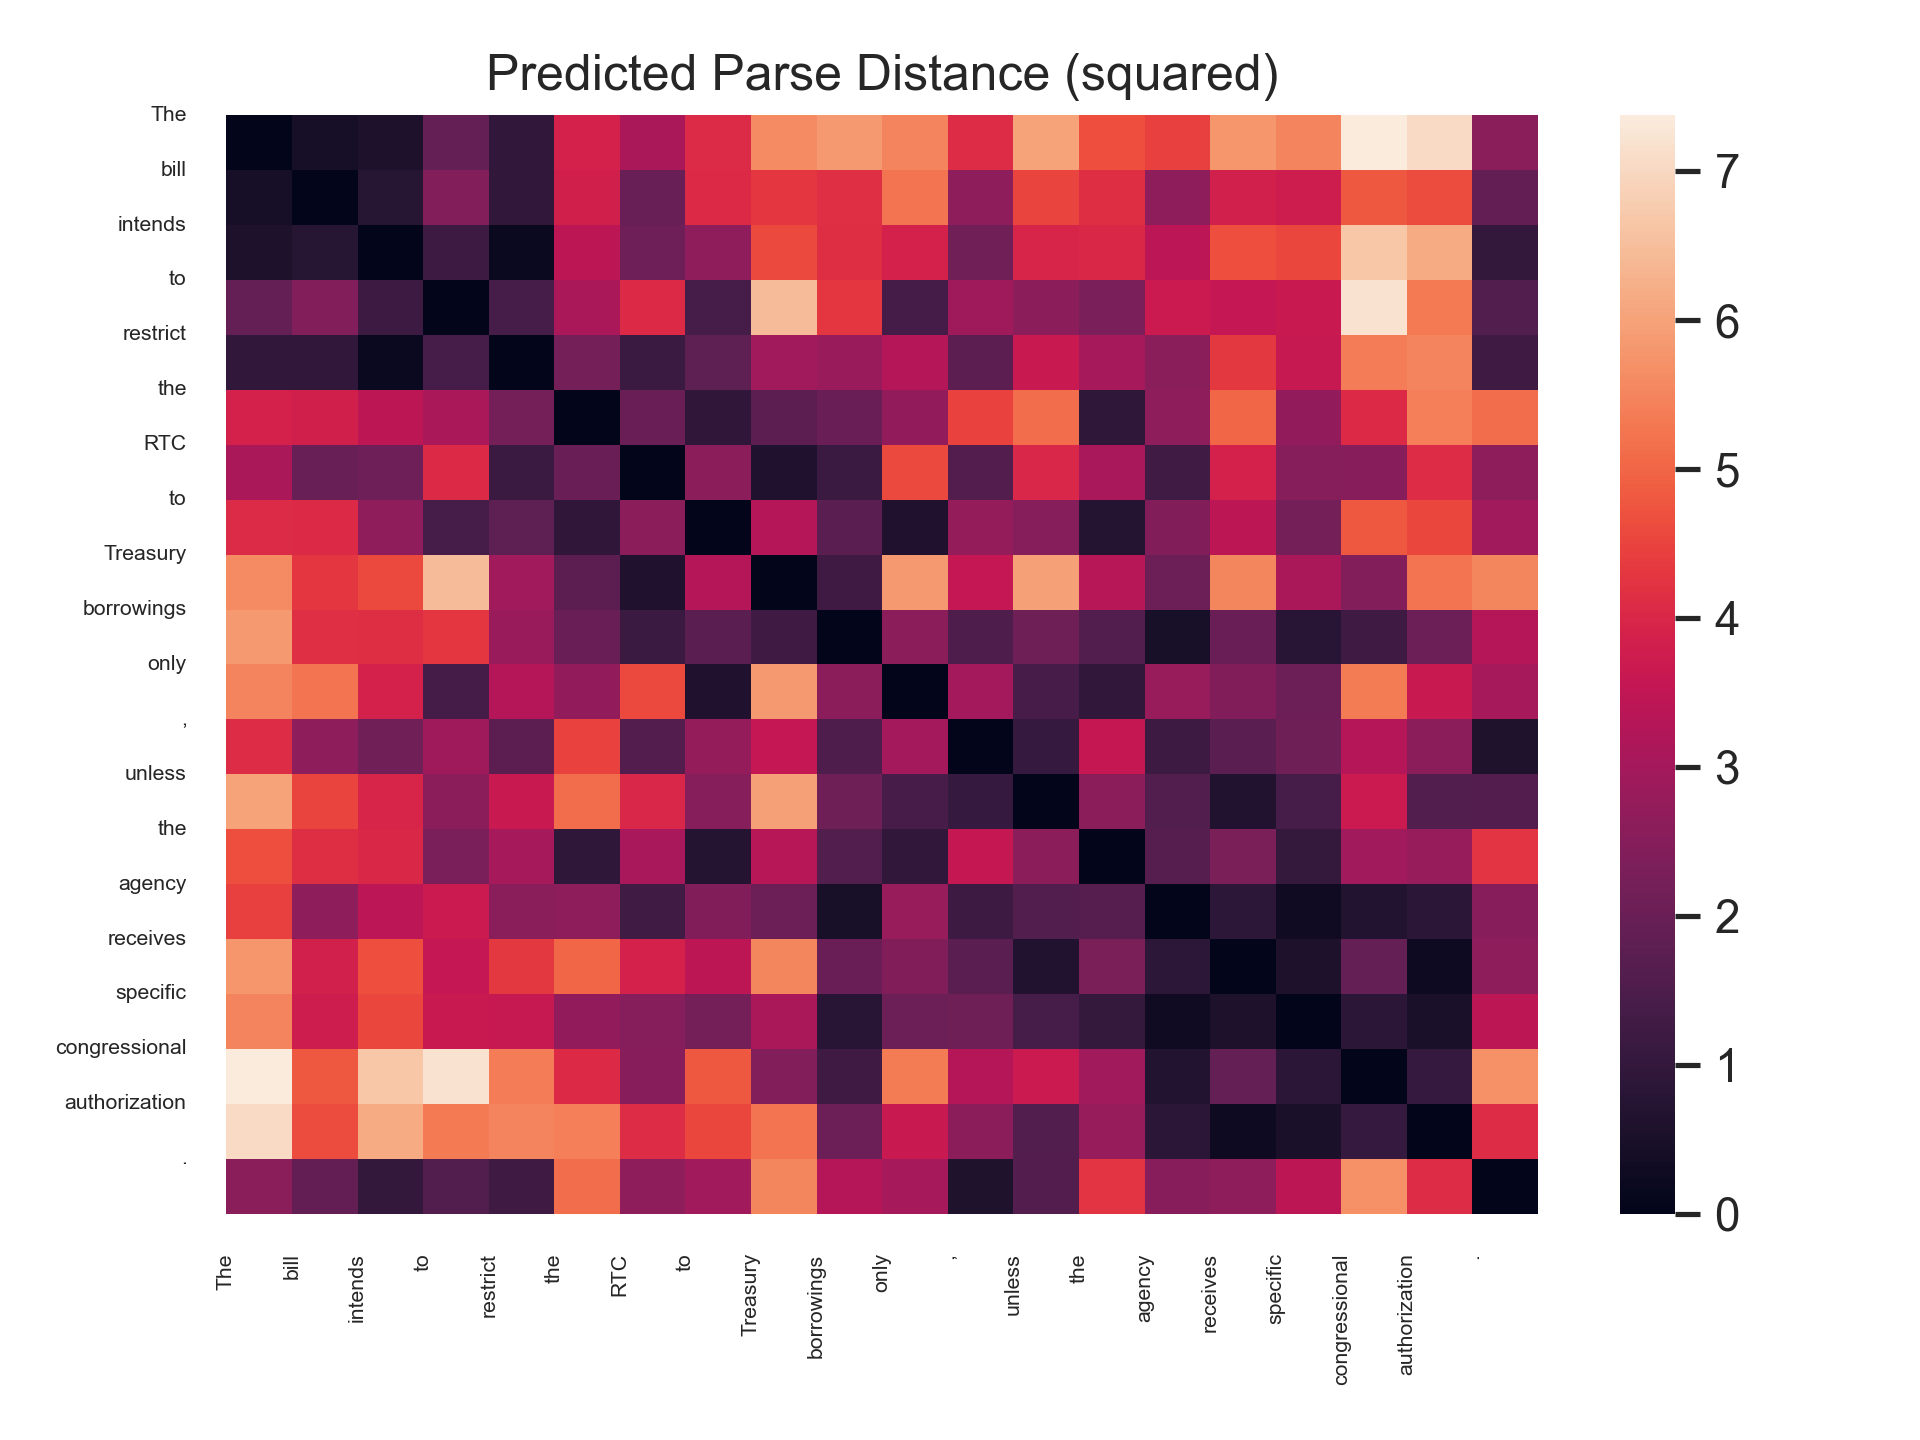 Predicted Parse Distance (squared)
The
bill
intends
to
restrict
the
RTC
to
Treasury
borrowings
only
,
unless
the
agency
receives
specific
congressional
authorization
.
7
6
5
4
3
2
1
0
The
bill
intends
to
restrict
the
RTC
to
Treasury
borrowings
only
,
unless
the
agency
receives
specific
congressional
authorization
.